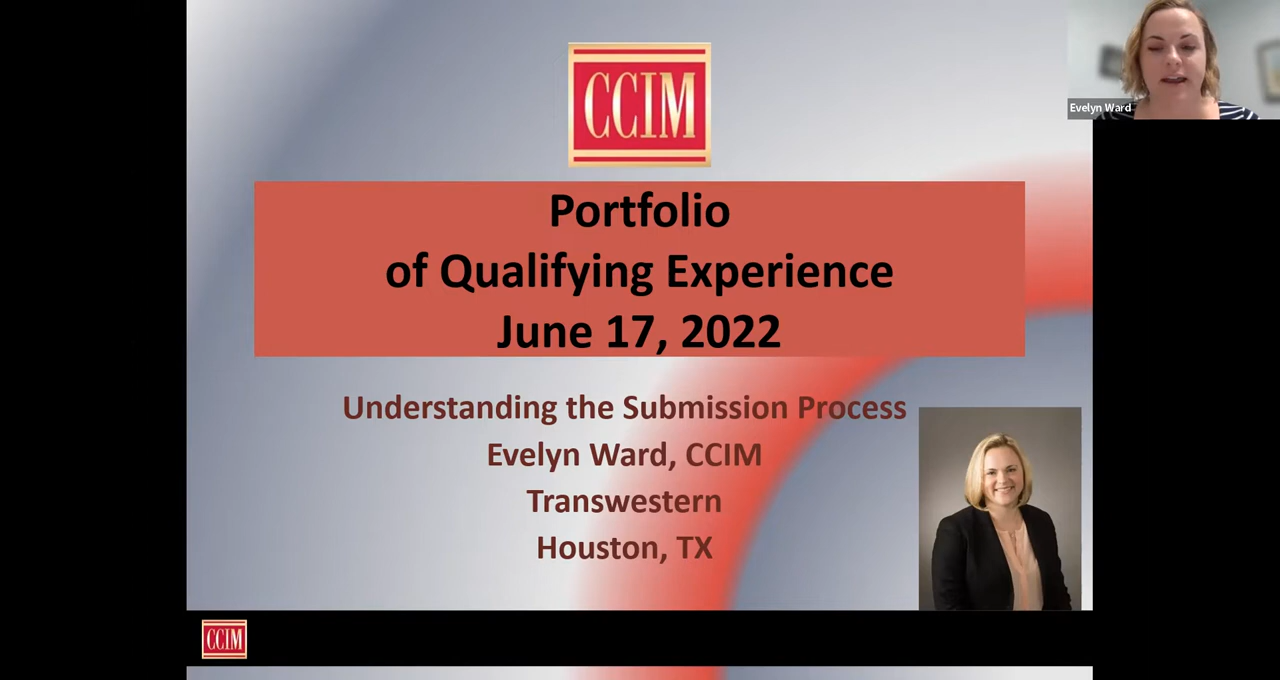 CCIM
Evelyn Ward
Portfolio
of Qualifying Experience
June 17, 2022
Understanding the Submission Process
Evelyn Ward, CCIM
Transwestern
Houston, TX
CCIM